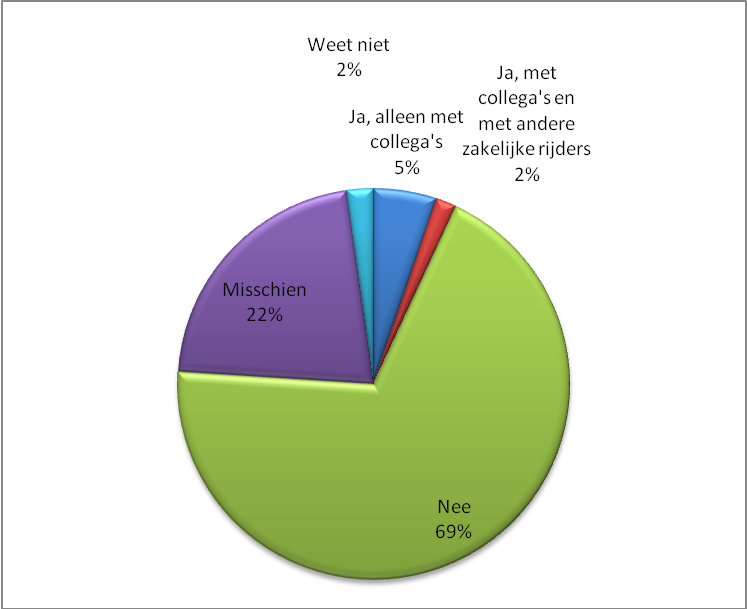 Weet niet
2%
Ja, alleen met
collega's
5%
Ja, met
collega's en
met andere
zakelijke rijders
2%
Misschien
22%
Nee
69%